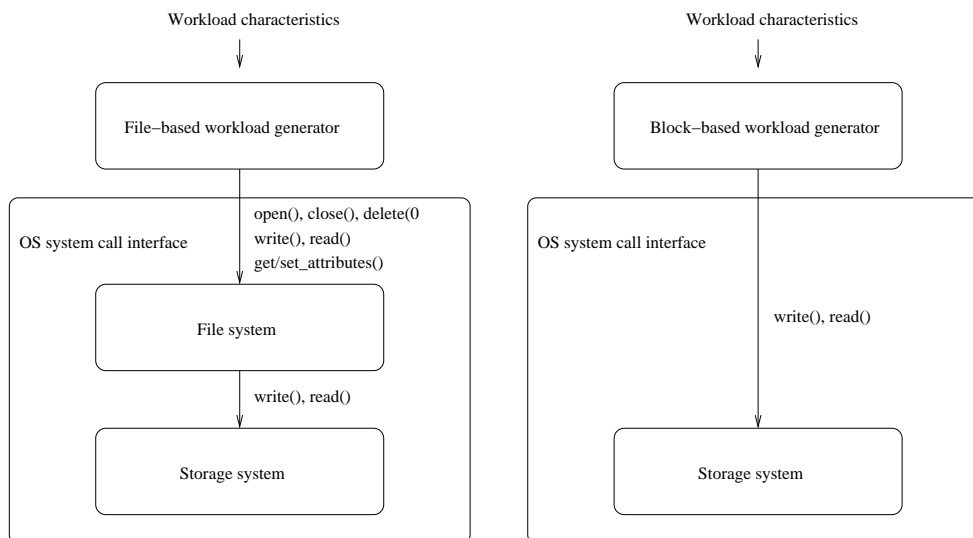 Workload characteristics
File−based workload generator
open(), close(), delete(0
write(), read()
OS system call interface
get/set_attributes()
File system
write(), read()
Storage system
Workload characteristics
Block−based workload generator
OS system call interface
write(), read()
Storage system